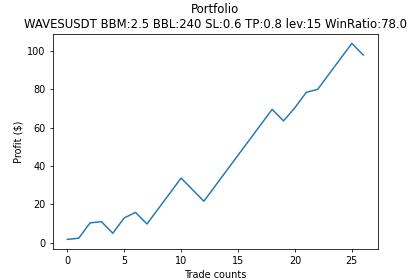 Portfolio
WAVESUSDT BBM:2.5 BBL:240 SL:0.6 TP:0.8 lev:15 WinRatio:78.0
100
80
60
40
20
0
Profit ($)
0 5 10 15 20 25
Trade counts